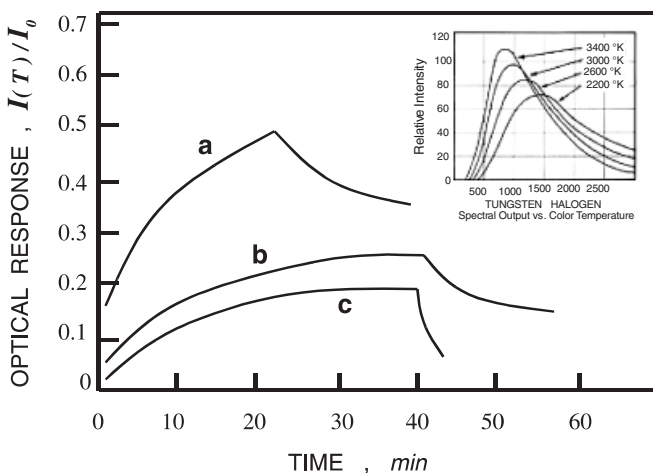 OPTICAL RESPONSE , I(T)/I0
0.7
0.6
0.5
0.4
0.3
0.2
0.1
0
a
b
c
0 10 20 30 40 50 60 70
TIME , min
Relative Intensity
120
100
80
60
40
20
0
3400 °K
3000 °K
2600 °K
2200 °K
500 1000 1500 2000 2500
TUNGSTEN HALOGEN
Spectral Output vs. Color Temperature